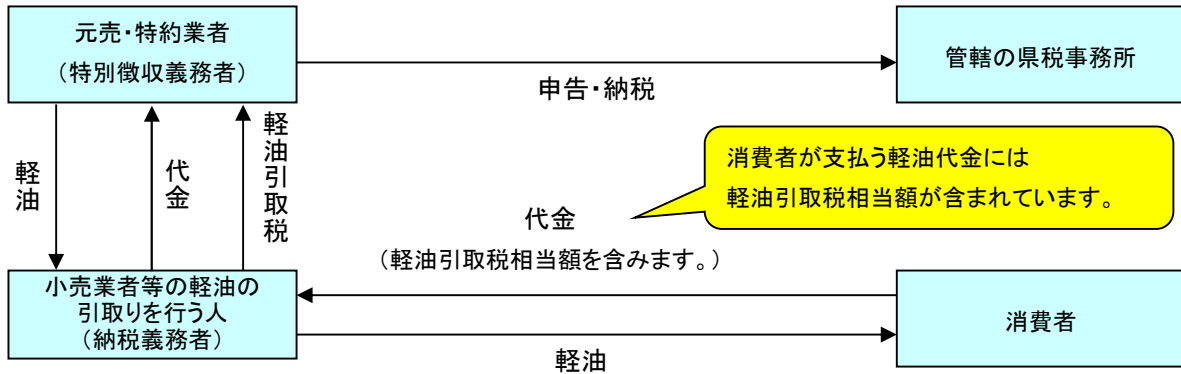 元売・特約業者
（特別徴収義務者）
管轄の県税事務所
申告・納税
軽油
代金
軽油引取税
消費者が支払う軽油代金には
軽油引取税相当額が含まれています。
代金
（軽油引取税相当額を含みます。）
小売業者等の軽油の
引取りを行う人
（納税義務者）
消費者
軽油